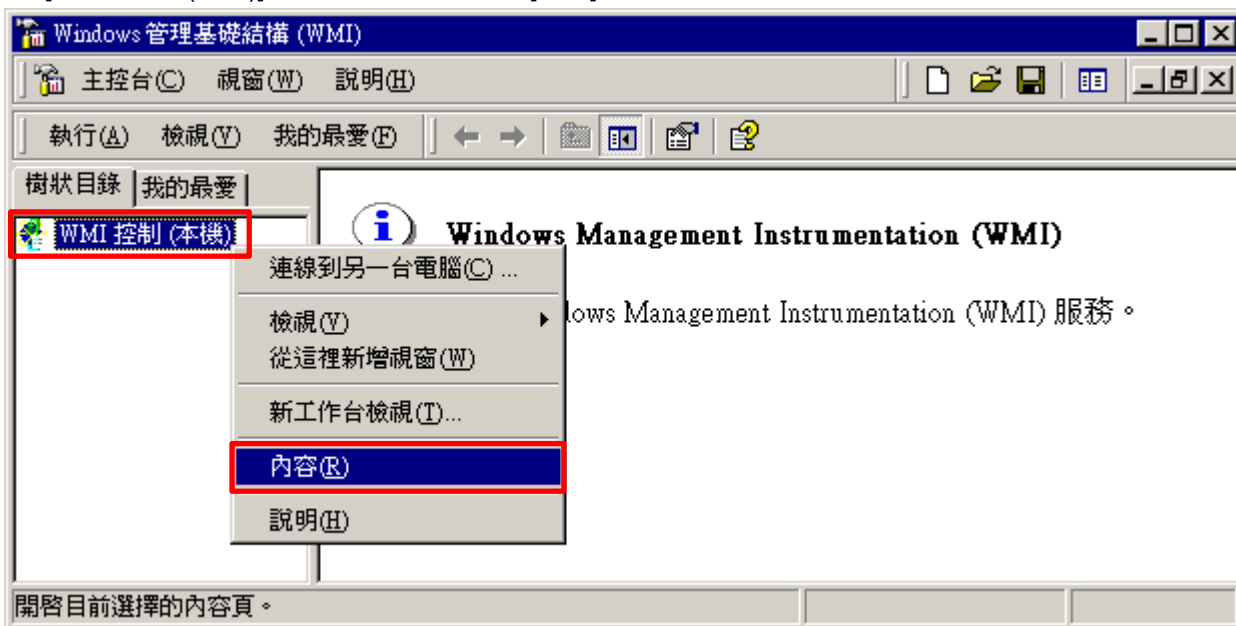 Windows 管理基礎結構 (WMI)
主控台(C) 視窗(W) 說明(H)
執行(A) 檢視(V) 我的最愛(F)
樹狀目錄 我的最愛
WMI 控制 (本機)
Windows Management Instrumentation (WMI)
連線到另一台電腦(C) ...
檢視(V)
lows Management Instrumentation (WMI) 服務。
從這裡新增視窗(W)
新工作台檢視(T)...
內容(R)
說明(H)
開啓目前選擇的內容頁。